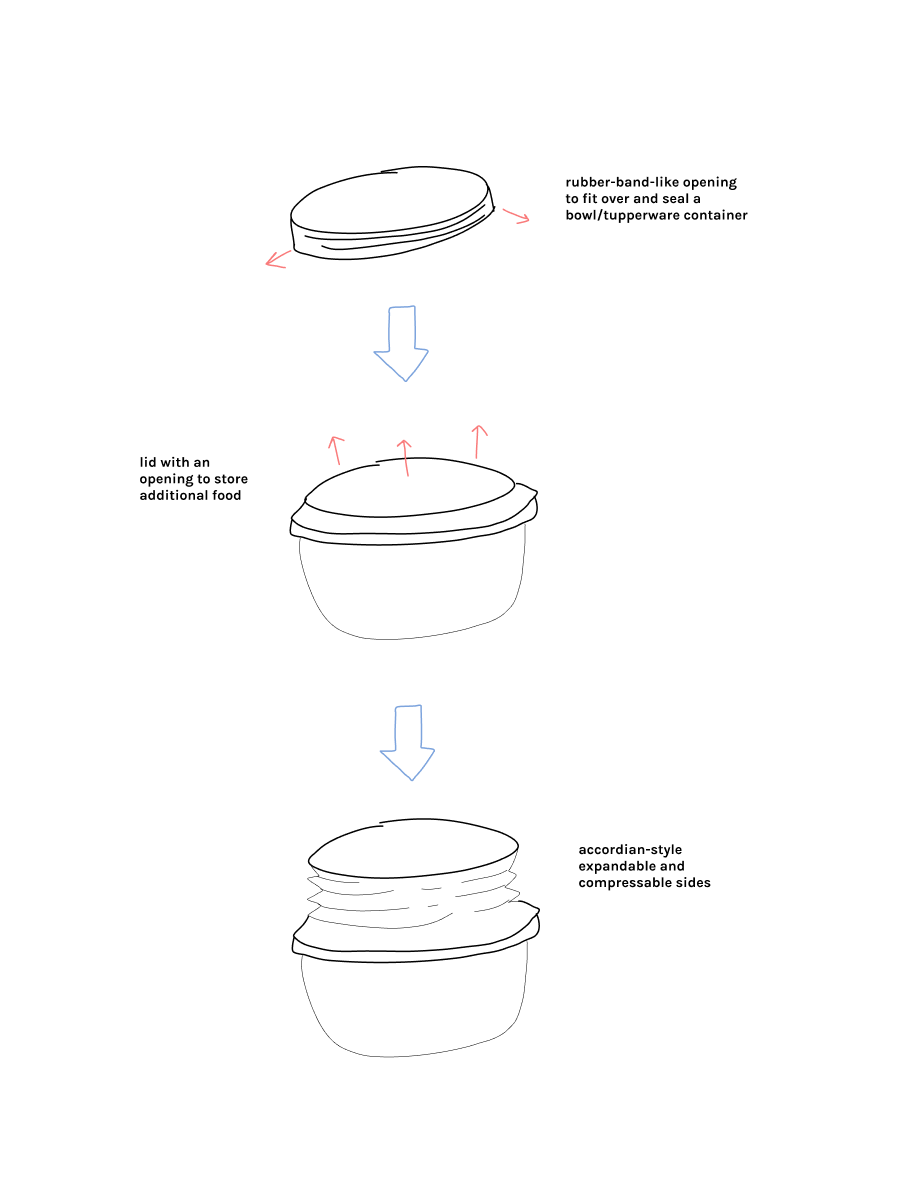 rubber-band-like opening
to fit over and seal a
bowl/tupperware container
lid with an
opening to store
additional food
accordian-style
expandable and
compressable sides